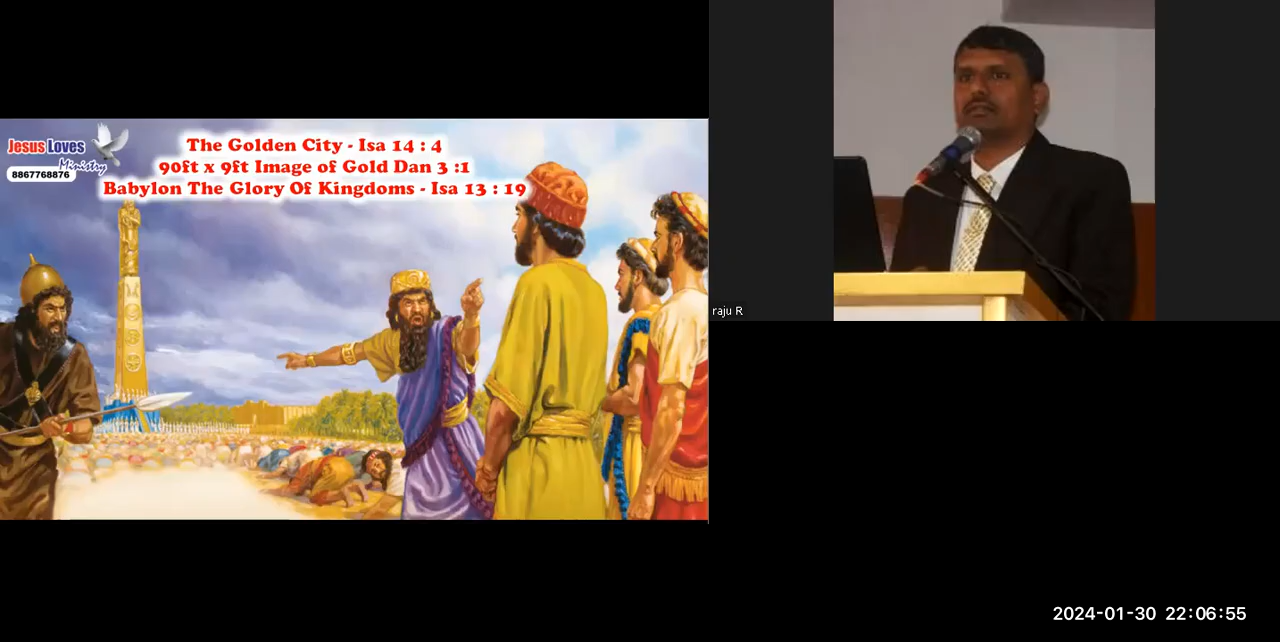 Jesus Loves
Ministry
8867768876
The Golden City - Isa 14 : 4
90ft x 9ft Image of Gold Dan 3 :1
Babylon The Glory Of Kingdoms - Isa 13 : 19
raju R
2024-01-30 22:06:55